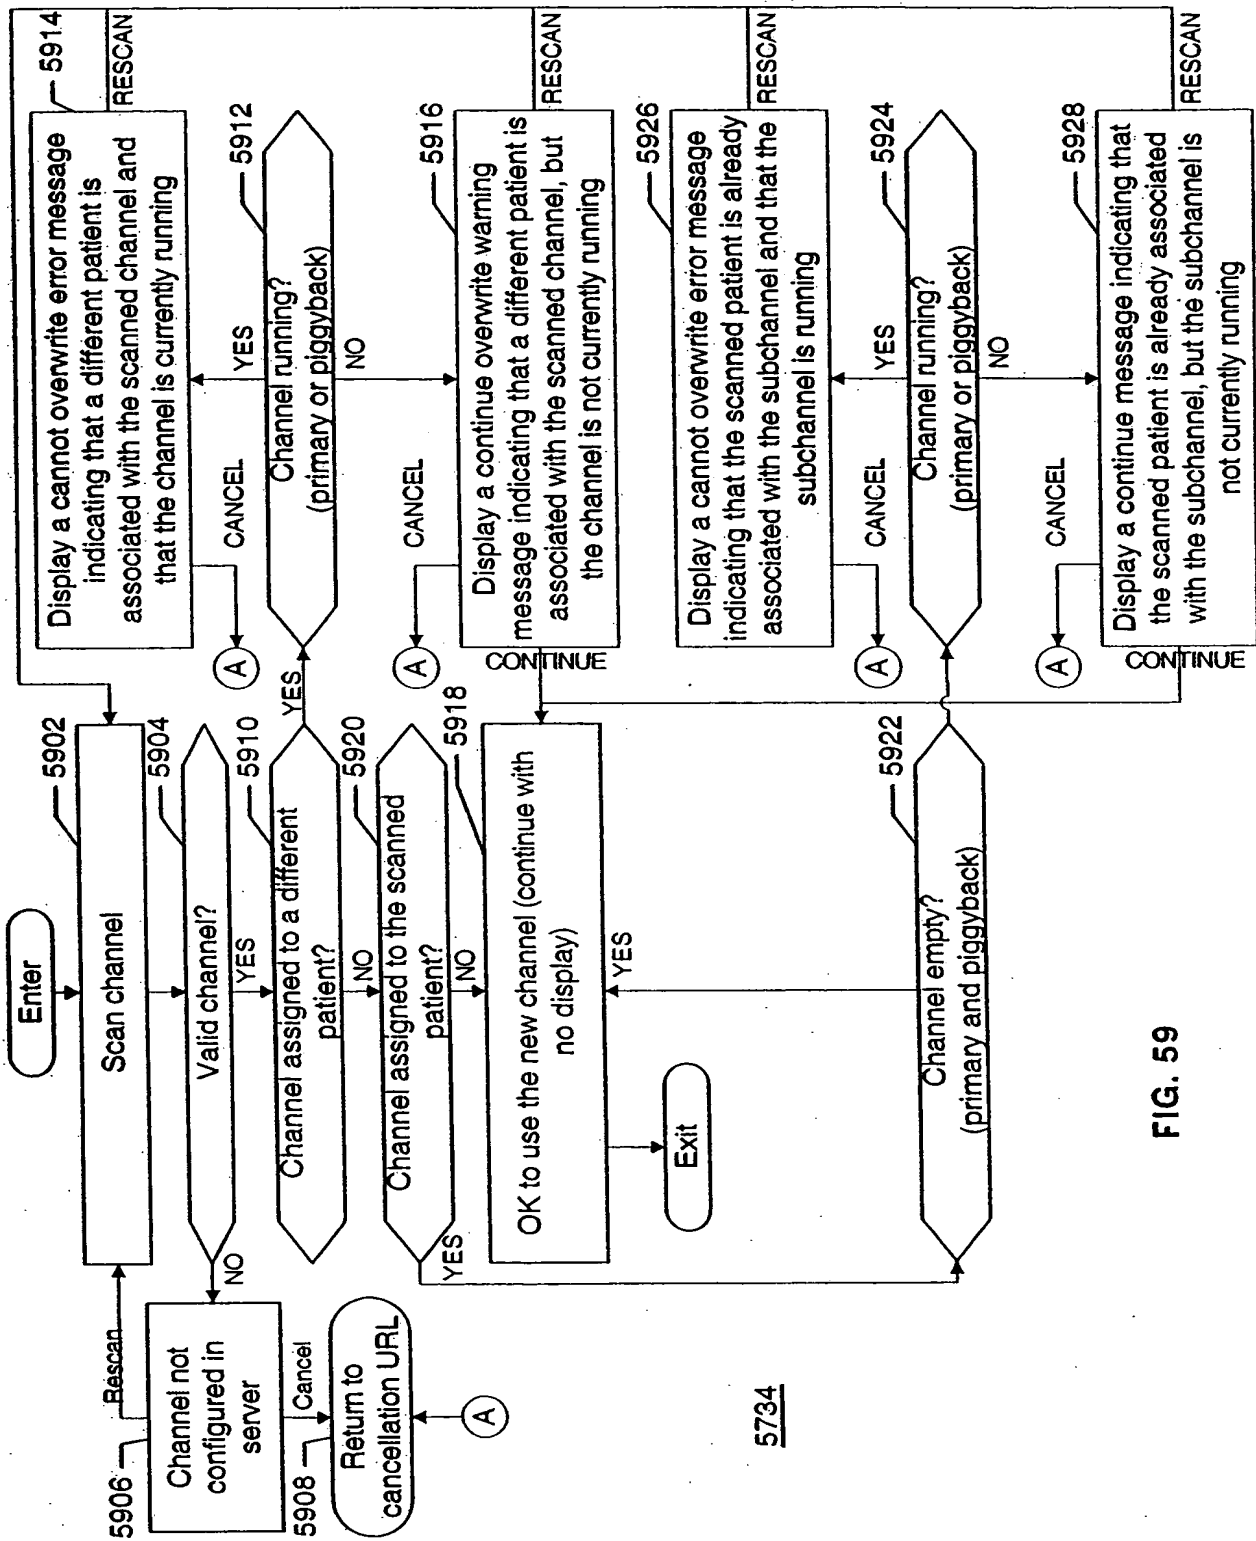 Enter
5902
Scan channel
5904
Valid channel?
NO
YES
5906
Channel not
configured in
server
Rescan
Cancel
5908
Return to
cancellation URL
A
5910
Channel assigned to a different
patient?
YES
NO
5920
Channel assigned to the scanned
patient?
YES
NO
5918
OK to use the new channel (continue with
no display)
YES
Exit
5922
Channel empty?
(primary and piggyback)
5914
Display a cannot overwrite error message
indicating that a different patient is
associated with the scanned channel and
that the channel is currently running
RESCAN
CANCEL
A
YES
5912
Channel running?
(primary or piggyback)
NO
CANCEL
A
5916
Display a continue overwrite warning
message indicating that a different patient is
associated with the scanned channel, but
the channel is not currently running
RESCAN
CONTINUE
5926
Display a cannot overwrite error message
indicating that the scanned patient is already
associated with the subchannel and that the
subchannel is running
RESCAN
CANCEL
A
YES
5924
Channel running?
(primary or piggyback)
NO
CANCEL
A
5928
Display a continue message indicating that
the scanned patient is already associated
with the subchannel, but the subchannel is
not currently running
RESCAN
CONTINUE
5734
FIG. 59